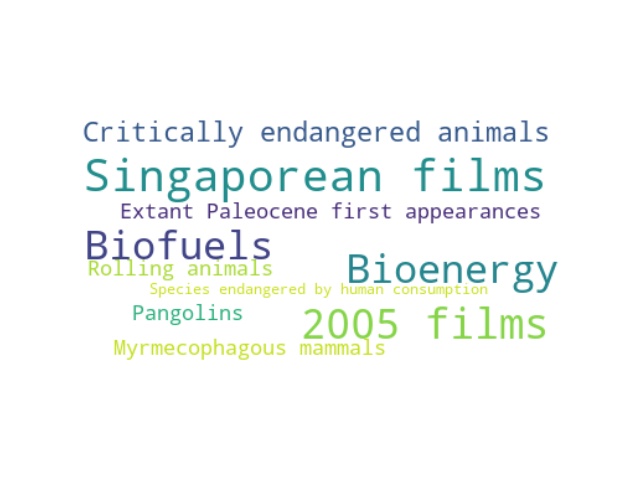 Critically endangered animals
Singaporean films
Extant Paleocene first appearances
Biofuels
Rolling animals
Bioenergy
Species endangered by human consumption
Pangolins
2005 films
Myrmecophagous mammals